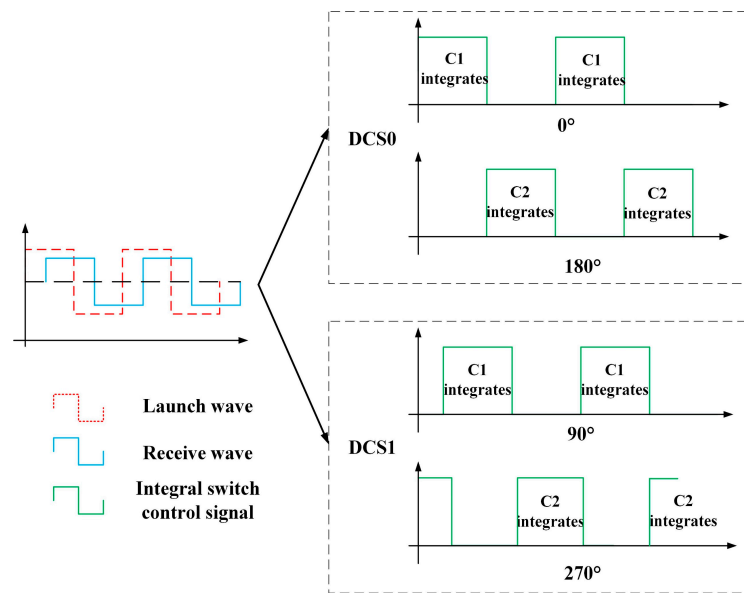 C1
integrates
C1
integrates
0°
DCS0
C2
integrates
C2
integrates
180°
C1
integrates
C1
integrates
90°
DCS1
C2
integrates
C2
integrates
270°
Launch wave
Receive wave
Integral switch
control signal